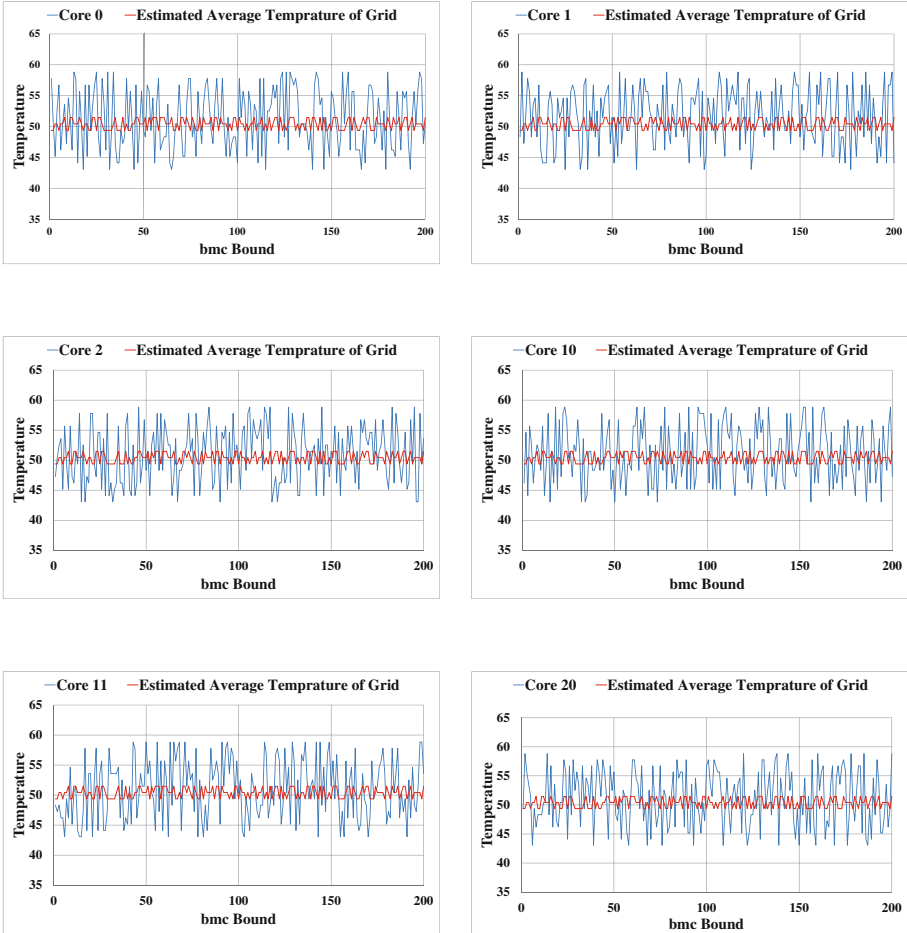 Core 0 Estimated Average Temprature of Grid
65
60
55
50
45
40
35
0 50 100 150 200
Temperature
bmc Bound
Core 1 Estimated Average Temprature of Grid
65
60
55
50
45
40
35
0 50 100 150 200
Temperature
bmc Bound
Core 2 Estimated Average Temprature of Grid
65
60
55
50
45
40
35
0 50 100 150 200
Temperature
bmc Bound
Core 10 Estimated Average Temprature of Grid
65
60
55
50
45
40
35
0 50 100 150 200
Temperature
bmc Bound
Core 11 Estimated Average Temprature of Grid
65
60
55
50
45
40
35
0 50 100 150 200
Temperature
bmc Bound
Core 20 Estimated Average Temprature of Grid
65
60
55
50
45
40
35
0 50 100 150 200
Temperature
bmc Bound